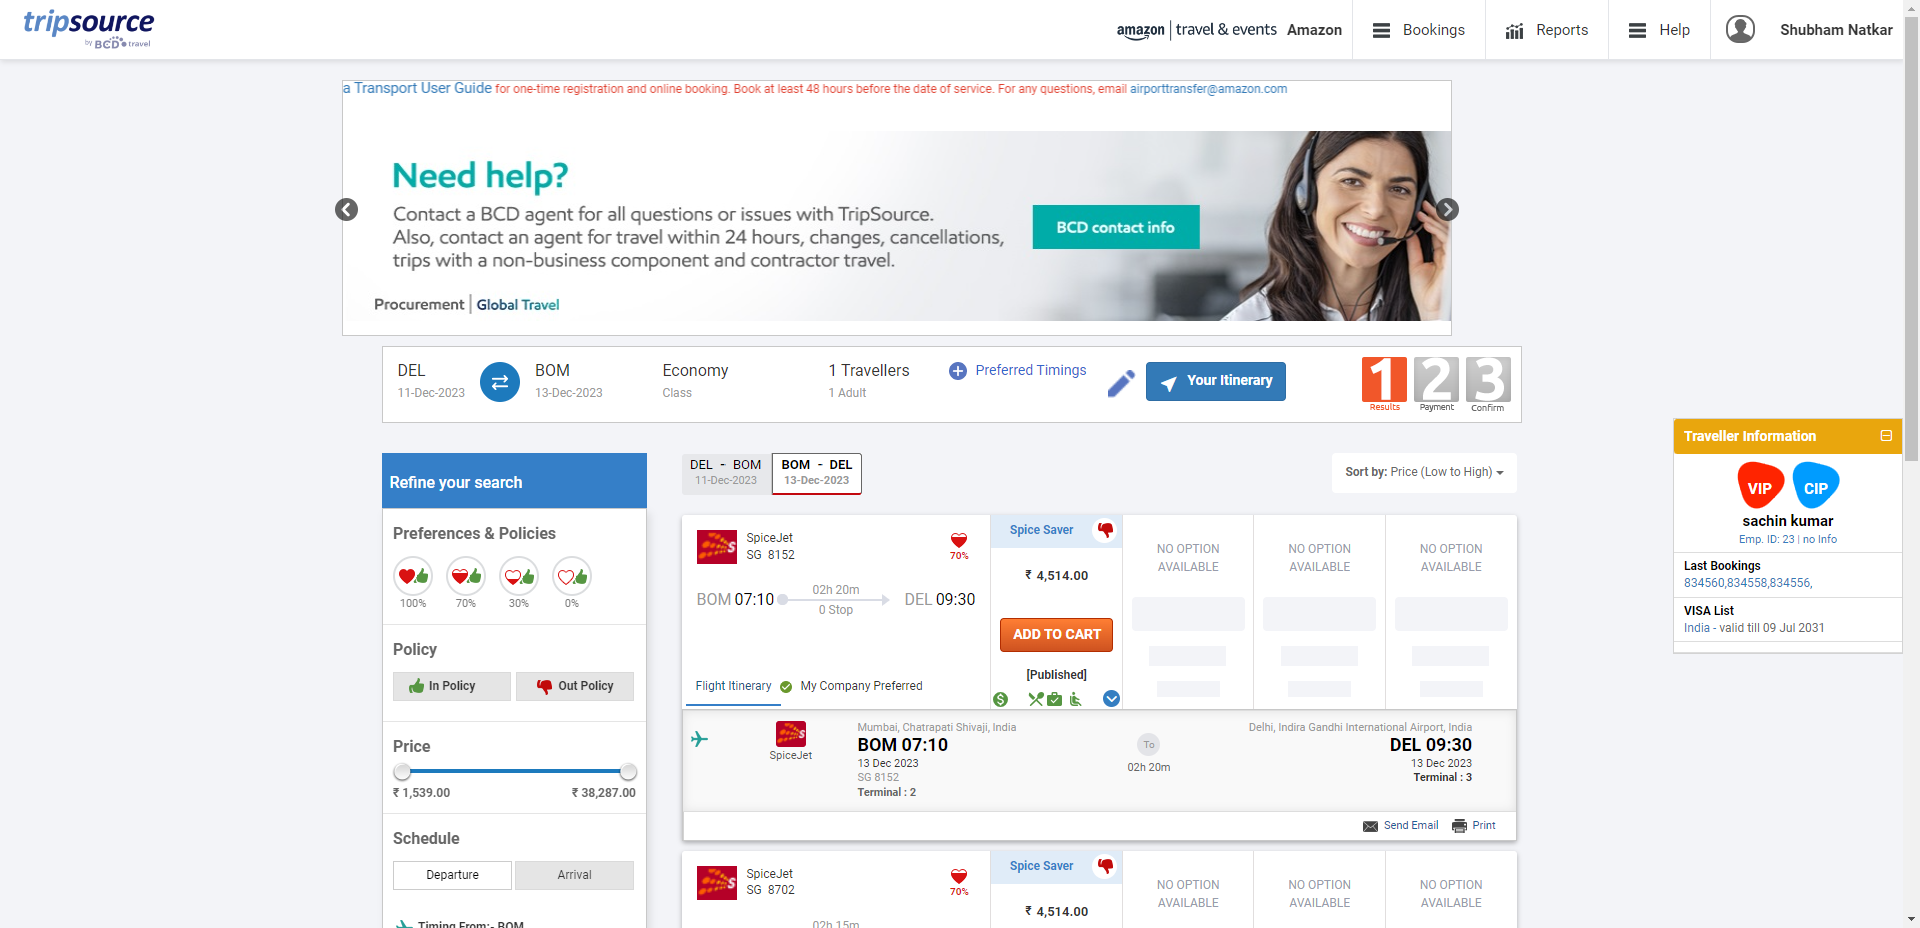 tripsource
by BCD travel
amazon | travel & events Amazon
Bookings
Reports
Help
Shubham Natkar
a Transport User Guide for one-time registration and online booking. Book at least 48 hours before the date of service. For any questions, email airporttransfer@amazon.com
Need help?
Contact a BCD agent for all questions or issues with TripSource.
Also, contact an agent for travel within 24 hours, changes, cancellations,
trips with a non-business component and contractor travel.
BCD contact info
Procurement | Global Travel
DEL
11-Dec-2023
BOM
13-Dec-2023
Economy
Class
1 Travellers
1 Adult
Preferred Timings
Your Itinerary
1 2 3
Results Payment Confirm
Traveller Information
VIP CIP
sachin kumar
Emp. ID: 23 | no Info
Last Bookings
834560,834558,834556,
VISA List
India - valid till 09 Jul 2031
Refine your search
Preferences & Policies
100% 70% 30% 0%
Policy
In Policy
Out Policy
Price
₹ 1,539.00 ₹ 38,287.00
Schedule
Departure
Arrival
Timing From:- BOM
DEL - BOM
11-Dec-2023
BOM - DEL
13-Dec-2023
Sort by: Price (Low to High)
SpiceJet
SG 8152
70%
BOM 07:10
02h 20m
0 Stop
DEL 09:30
Flight Itinerary
My Company Preferred
Spice Saver
₹ 4,514.00
ADD TO CART
[Published]
NO OPTION
AVAILABLE
NO OPTION
AVAILABLE
NO OPTION
AVAILABLE
SpiceJet
Mumbai, Chatrapati Shivaji, India
BOM 07:10
13 Dec 2023
SG 8152
Terminal : 2
To
02h 20m
Delhi, Indira Gandhi International Airport, India
DEL 09:30
13 Dec 2023
Terminal : 3
Send Email
Print
SpiceJet
SG 8702
70%
02h 15m
Spice Saver
₹ 4,514.00
NO OPTION
AVAILABLE
NO OPTION
AVAILABLE
NO OPTION
AVAILABLE